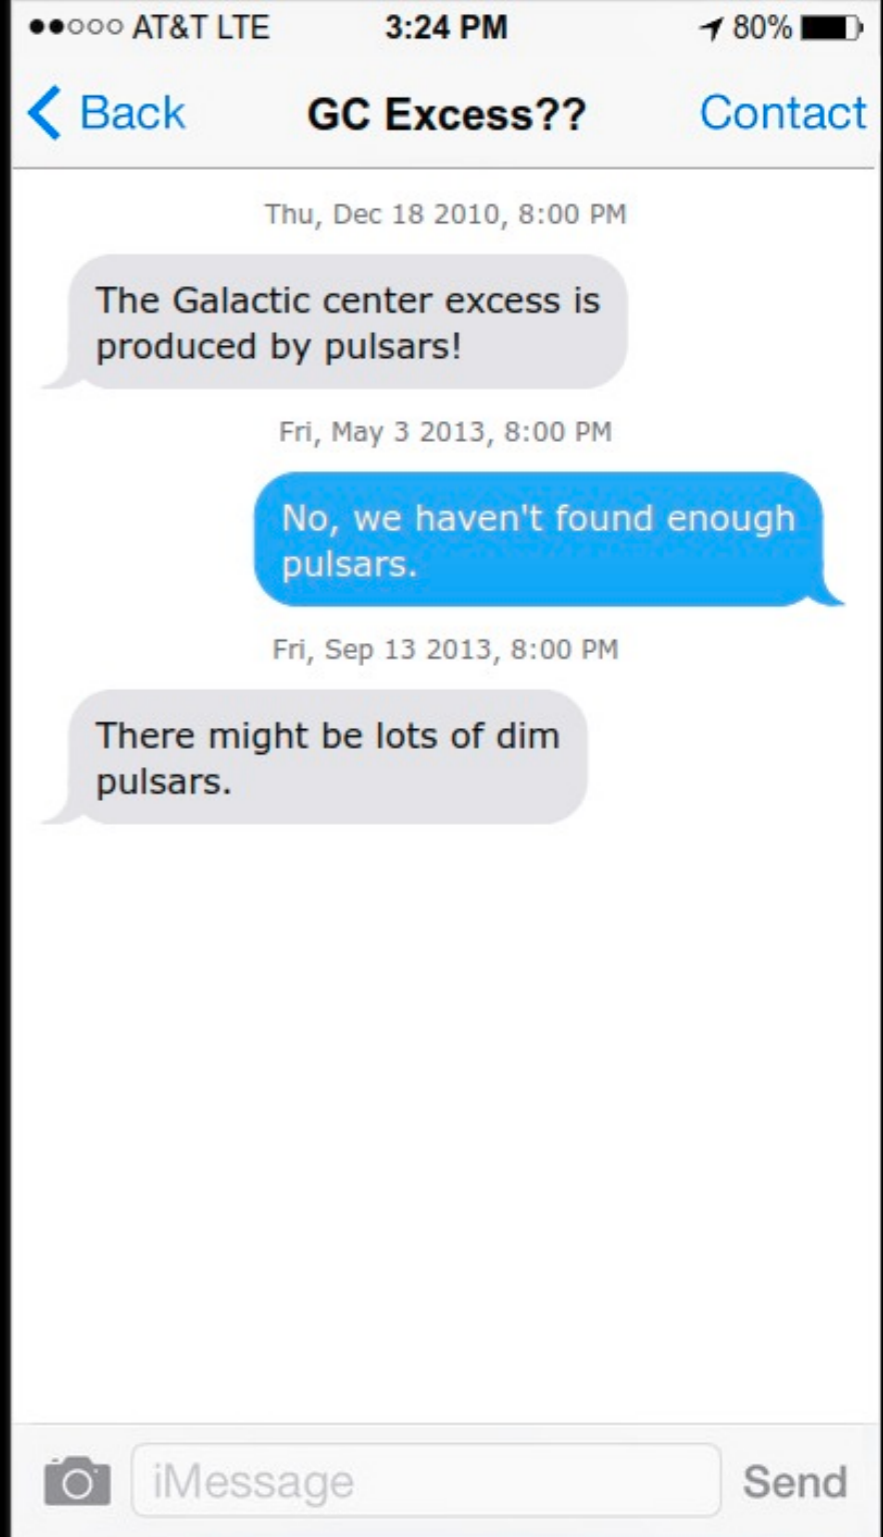 AT&T LTE 3:24 PM 80%
Back GC Excess?? Contact
Thu, Dec 18 2010, 8:00 PM
The Galactic center excess is
produced by pulsars!
Fri, May 3 2013, 8:00 PM
No, we haven't found enough
pulsars.
Fri, Sep 13 2013, 8:00 PM
There might be lots of dim
pulsars.
iMessage Send